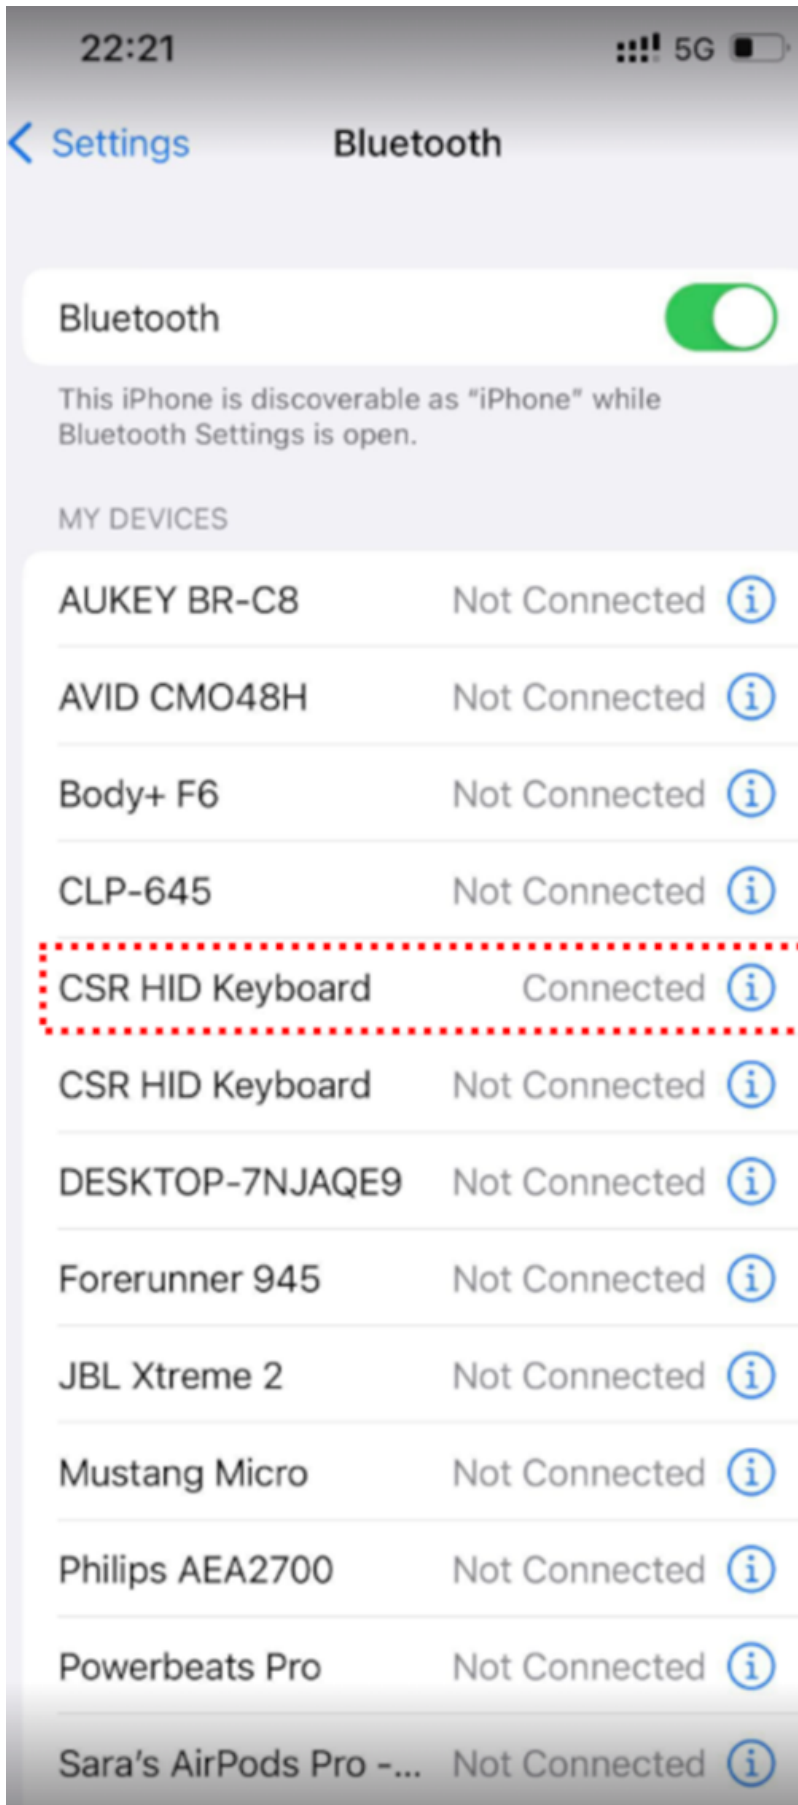 22:21 5G
Settings Bluetooth
Bluetooth
This iPhone is discoverable as “iPhone” while
Bluetooth Settings is open.
MY DEVICES
AUKEY BR-C8 Not Connected
AVID CMO48H Not Connected
Body+ F6 Not Connected
CLP-645 Not Connected
CSR HID Keyboard Connected
CSR HID Keyboard Not Connected
DESKTOP-7NJAQE9 Not Connected
Forerunner 945 Not Connected
JBL Xtreme 2 Not Connected
Mustang Micro Not Connected
Philips AEA2700 Not Connected
Powerbeats Pro Not Connected
Sara’s AirPods Pro -... Not Connected